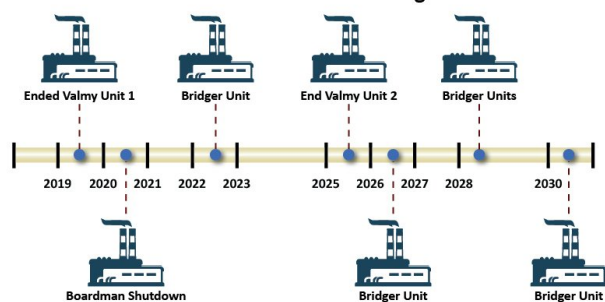 Ended Valmy Unit 1
Bridger Unit
End Valmy Unit 2
Bridger Units
2019
2020
2021
2022
2023
2025
2026
2027
2028
2030
Boardman Shutdown
Bridger Unit
Bridger Unit